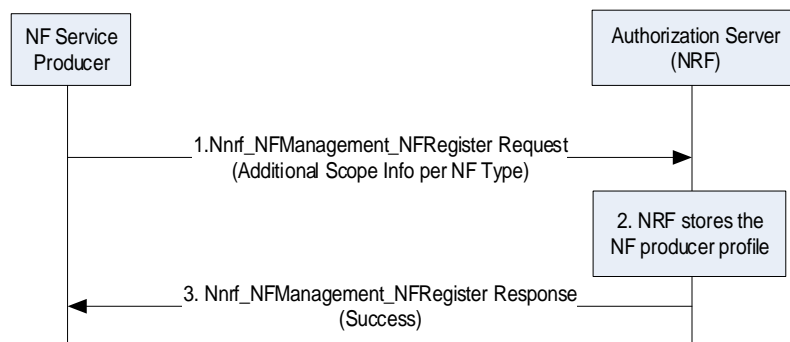 NF Service
Producer
Authorization Server
(NRF)
1.Nnrf_NFManagement_NFRegister Request
(Additional Scope Info per NF Type)
2. NRF stores the
NF producer profile
3. Nnrf_NFManagement_NFRegister Response
(Success)